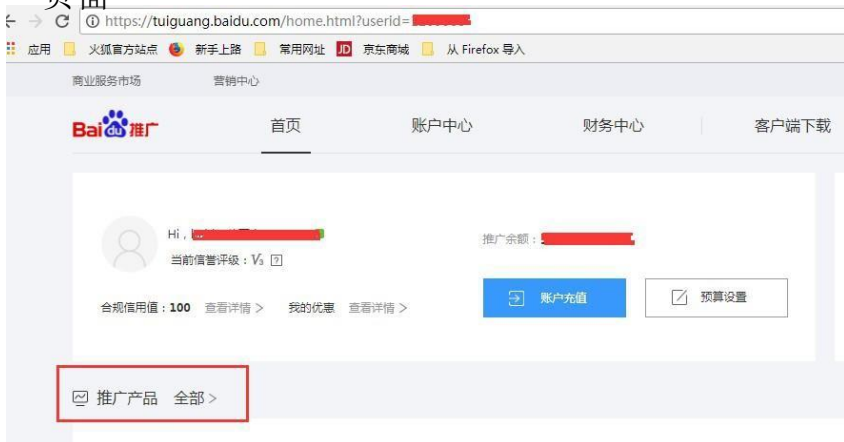 页面
https://tuiguang.baidu.com/home.html?userid=
应用 火狐官方站点 新手上路 常用网址 JD 京东商城 从 Firefox 导入
商业服务市场 营销中心
Bai du 推广 首页 账户中心 财务中心 客户端下载
Hi ,
推广余额：
当前信誉评级：V3 ?
账户充值 预算设置
合规信用值：100 查看详情 > 我的优惠 查看详情 >
推广产品 全部 >